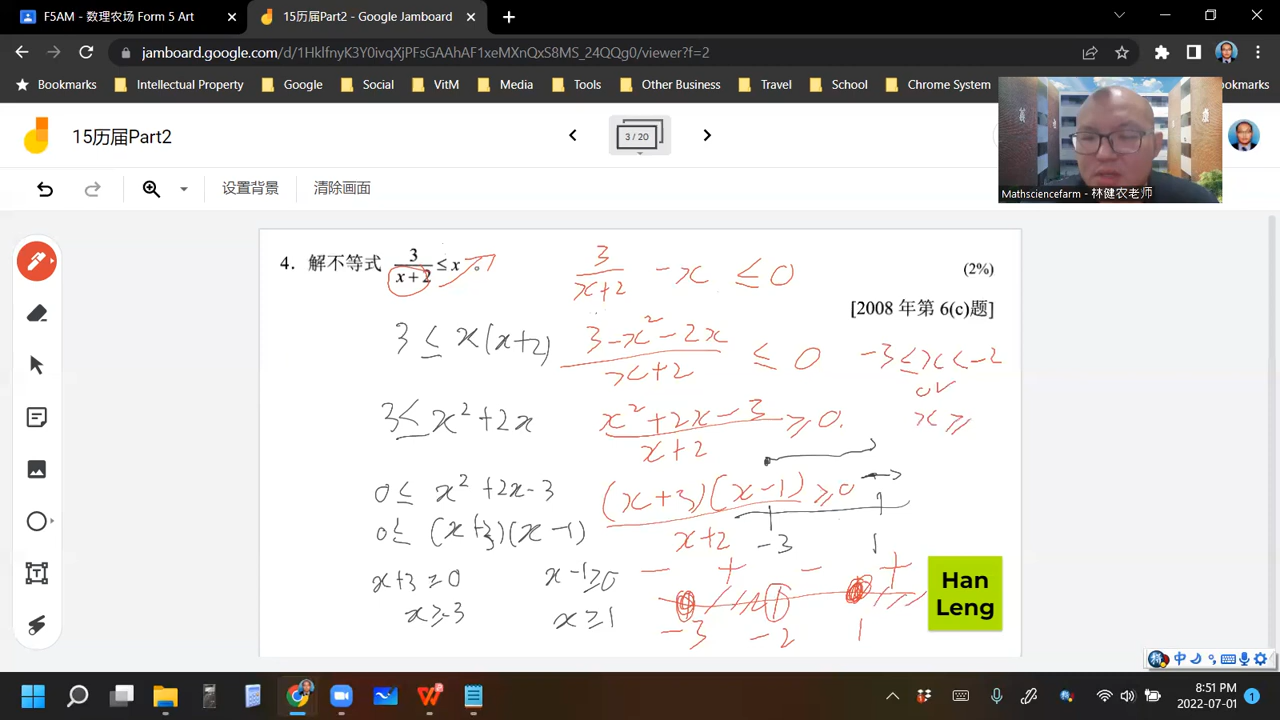 F5AM - 数理农场 Form 5 Art
15历届Part2 - Google Jamboard
jamboard.google.com/d/1HklfnyK3Y0ivqXjPFsGAAhAF1xeMXnQxS8MS_24QQg0/viewer?f=2
Bookmarks Intellectual Property Google Social VitM Media Tools Other Business Travel School Chrome System Bookmarks
15历届Part2
3 / 20
设置背景 清除画面
Mathsciencefarm - 林健农老师
4. 解不等式 3/(x+2) ≤ x 。
(2%)
[2008 年第 6(c)题]
3 ≤ x(x+2)
3 ≤ x² + 2x
0 ≤ x² + 2x - 3
0 ≤ (x+3)(x-1)
x+3 ≥ 0 x-1 ≥ 0
x ≥ -3 x ≥ 1
3/(x+2) - x ≤ 0
(3 - x² - 2x)/(x+2) ≤ 0
(x² + 2x - 3)/(x+2) ≥ 0.
(x+3)(x-1)/(x+2) ≥ 0
-3 1
- + - +
-3 -2 1
-3 ≤ x < -2
or
x ≥
Han
Leng
中
8:51 PM
2022-07-01
1